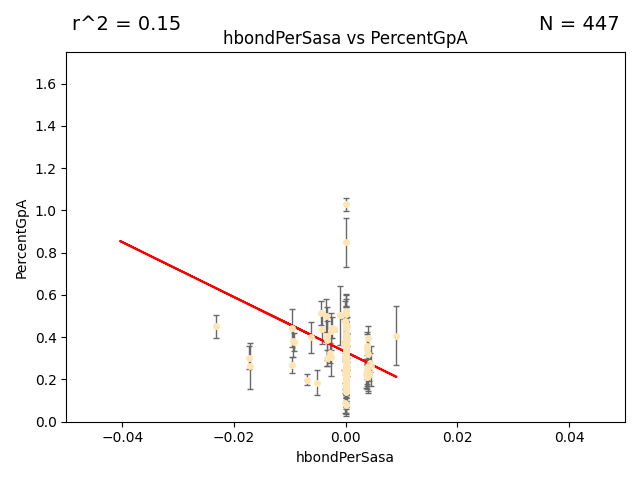 r^2 = 0.15
N = 447
hbondPerSasa vs PercentGpA
PercentGpA
1.6
1.4
1.2
1.0
0.8
0.6
0.4
0.2
0.0
−0.04
−0.02
0.00
0.02
0.04
hbondPerSasa